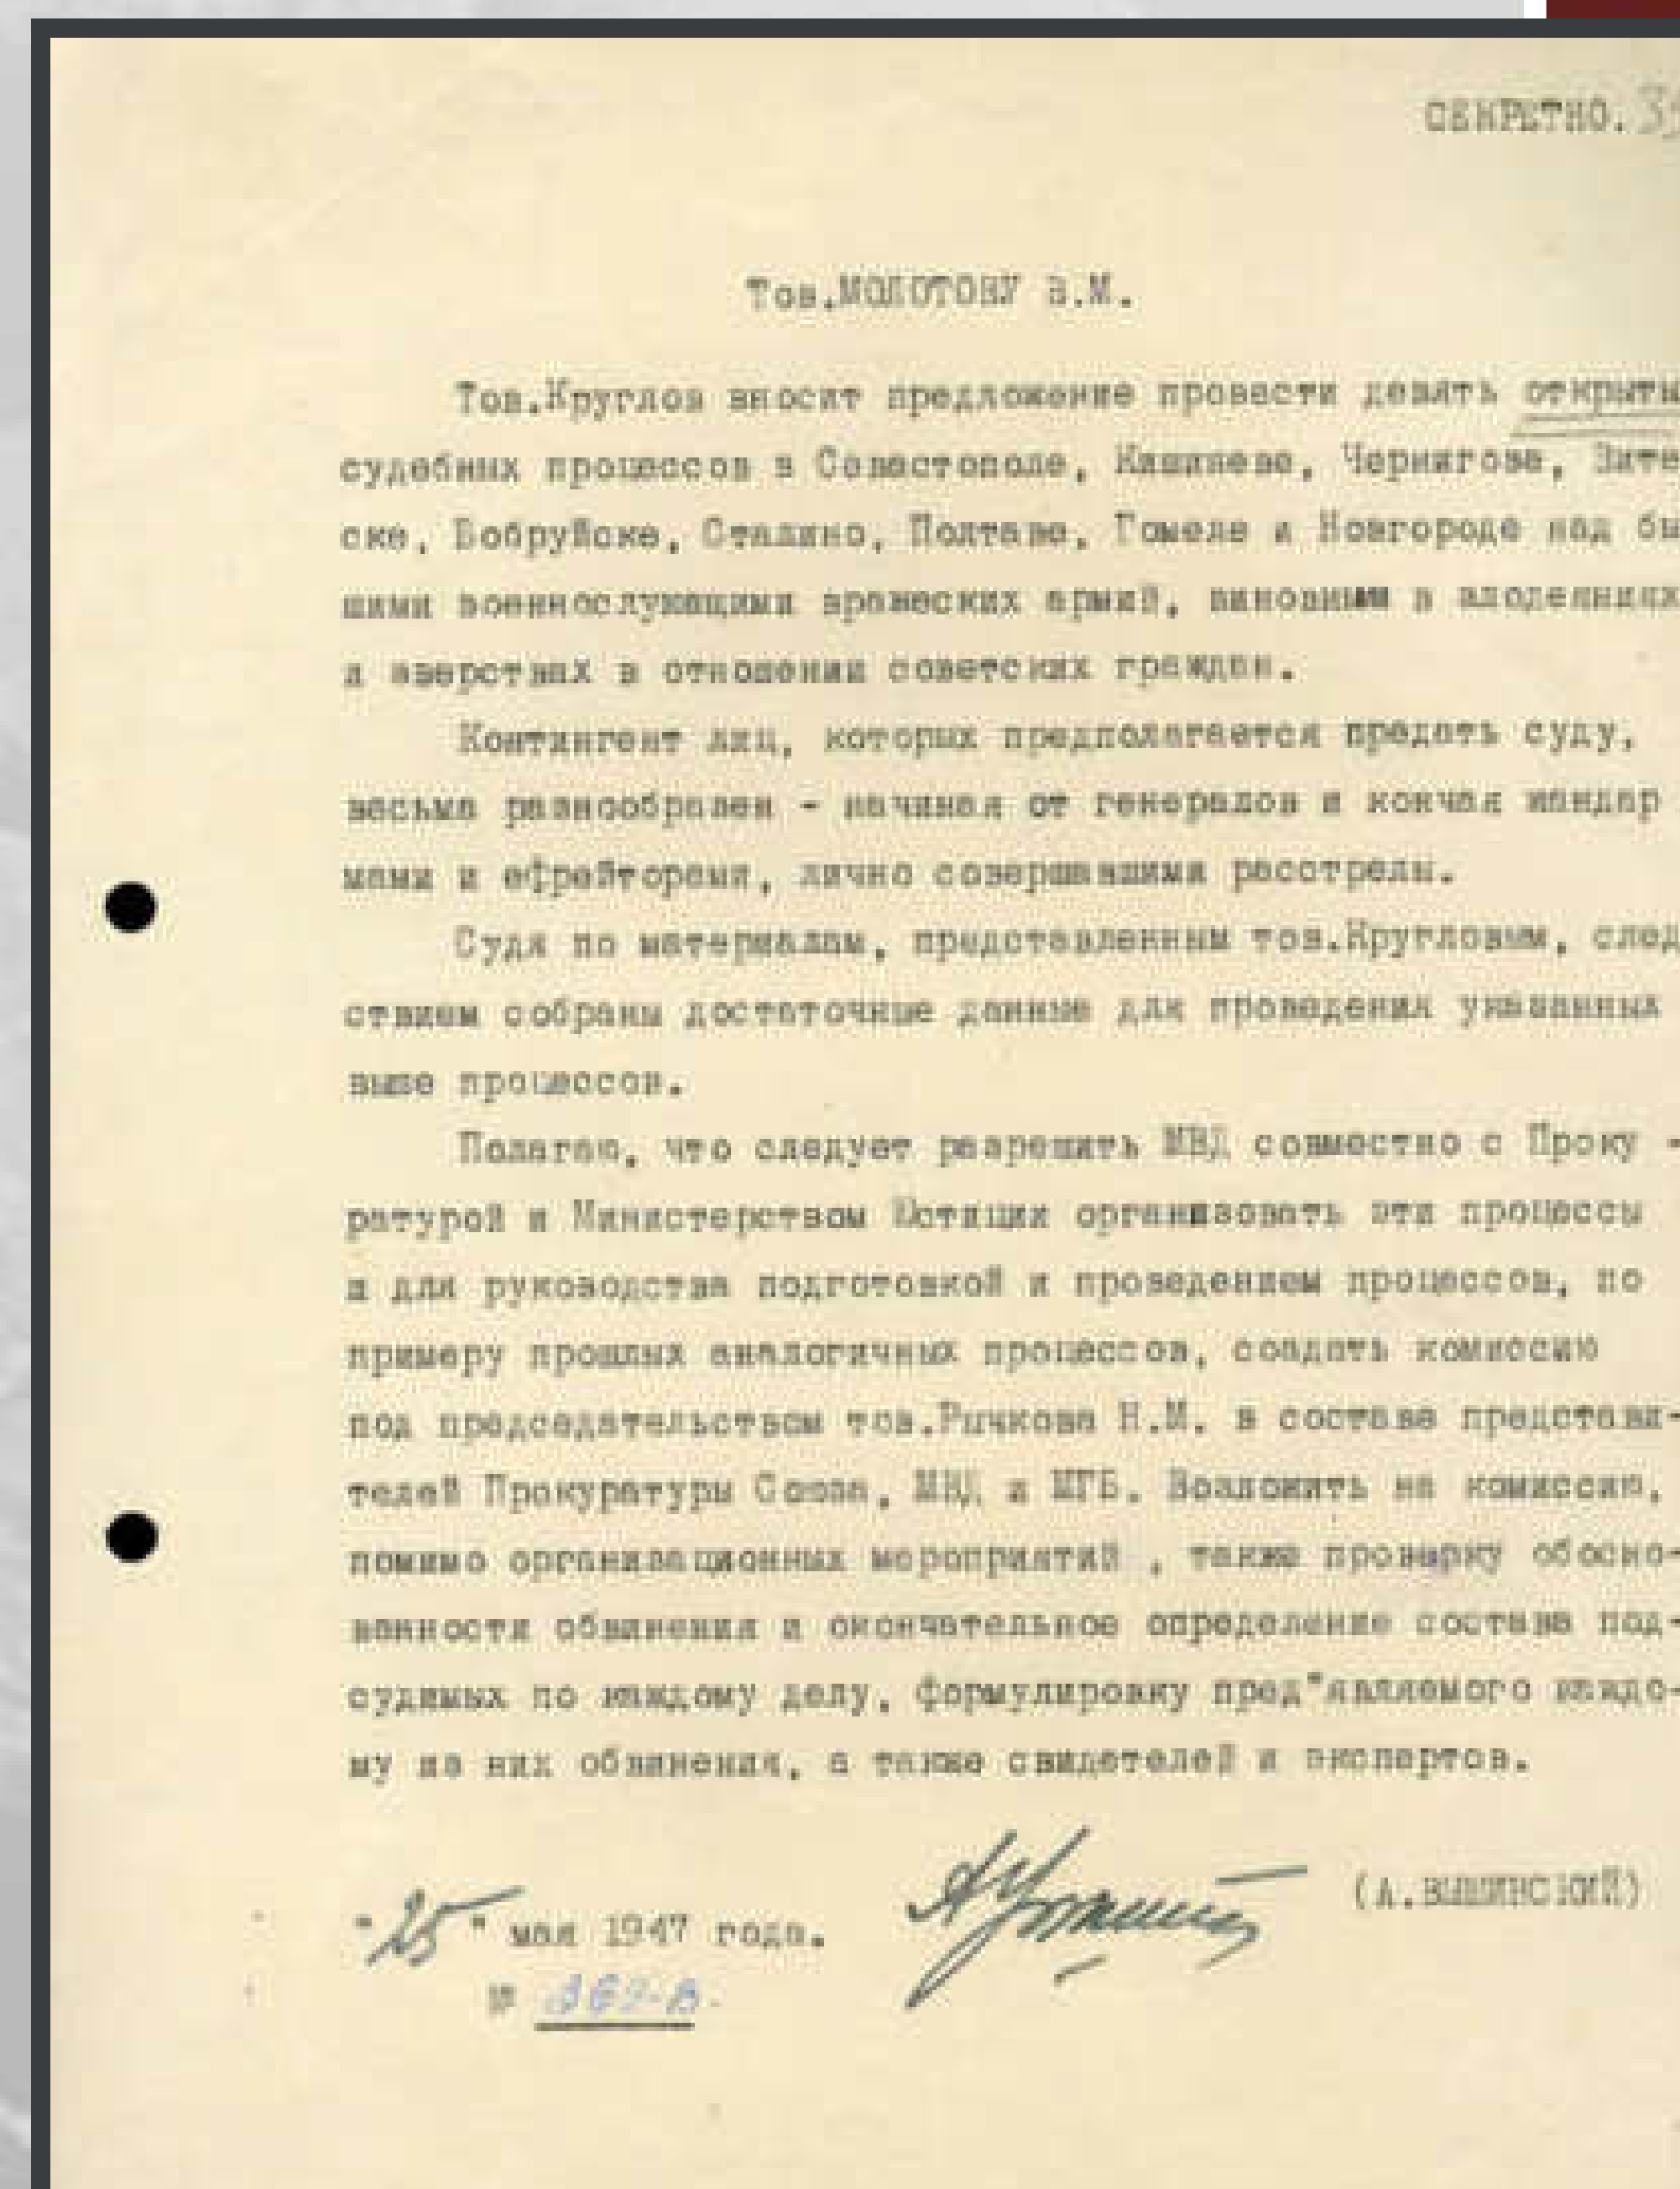 СЕКРЕТНО.
Тов.МОЛОТОВУ В.М.
Тов.Круглов вносит предложение провести девять открыты
судебных процессов в Севастополе, Кишиневе, Чернигове, Вите
ске, Бобруйске, Сталино, Полтаве, Гомеле и Новгороде над бы
шими военнослужащими вражеских армий, виновными в злодеяниях
и зверствах в отношении советских граждан.
Контингент лиц, которых предполагается предать суду,
весьма разнообразен - начиная от генералов и кончая жандар
мами и ефрейторами, лично совершавшими расстрелы.
Судя по материалам, представленным тов.Кругловым, след
ствием собраны достаточные данные для проведения указанных
выше процессов.
Полагаю, что следует разрешить МВД совместно с Проку -
ратурой и Министерством Юстиции организовать эти процессы
и для руководства подготовкой и проведением процессов, по
примеру прошлых аналогичных процессов, создать комиссию
под председательством тов.Рычкова Н.М. в составе представи-
телей Прокуратуры Союза, МВД и МГБ. Возложить на комиссию,
помимо организационных мероприятий , также проверку обосно-
ванности обвинения и окончательное определение состава под-
судимых по каждому делу, формулировку пред"являемого каждо-
му из них обвинения, а также свидетелей и экспертов.
"25" мая 1947 года.
(А.ВЫШИНСКИЙ)
№